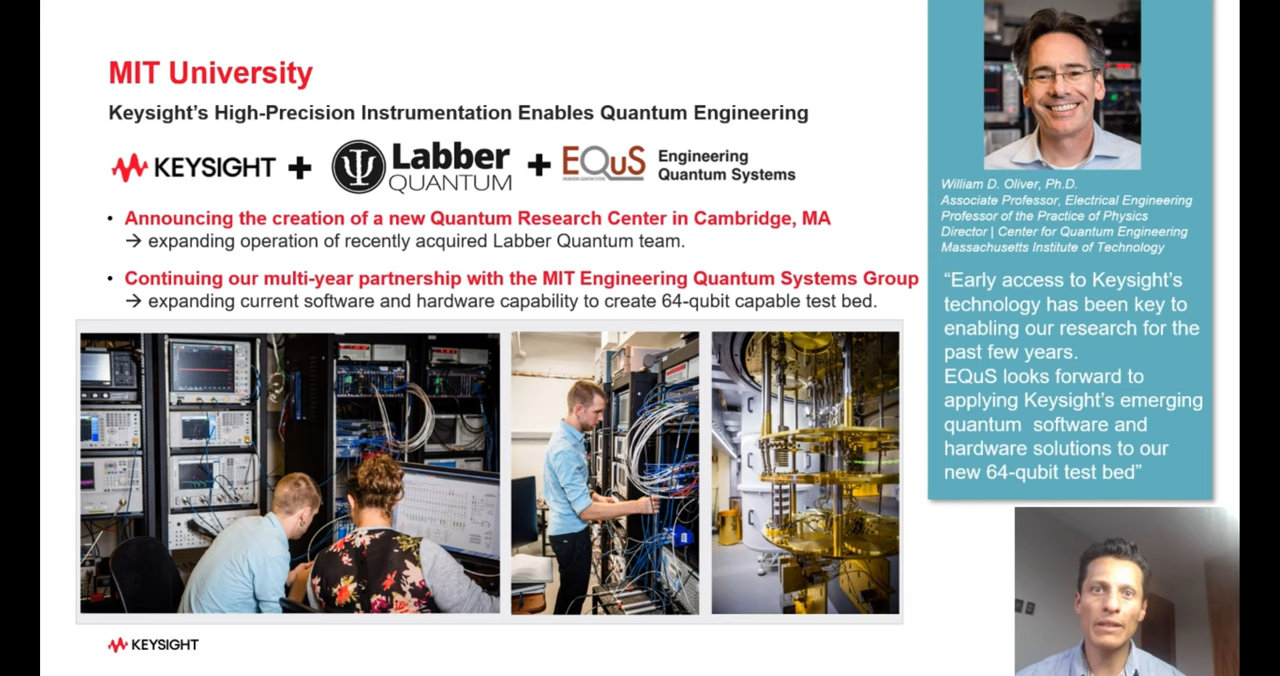 MIT University
Keysight's High-Precision Instrumentation Enables Quantum Engineering
KEYSIGHT + Labber QUANTUM + EQuS Engineering Quantum Systems
• Announcing the creation of a new Quantum Research Center in Cambridge, MA
→ expanding operation of recently acquired Labber Quantum team.
• Continuing our multi-year partnership with the MIT Engineering Quantum Systems Group
→ expanding current software and hardware capability to create 64-qubit capable test bed.
KEYSIGHT
William D. Oliver, Ph.D.
Associate Professor, Electrical Engineering
Professor of the Practice of Physics
Director | Center for Quantum Engineering
Massachusetts Institute of Technology
“Early access to Keysight's
technology has been key to
enabling our research for the
past few years.
EQuS looks forward to
applying Keysight's emerging
quantum software and
hardware solutions to our
new 64-qubit test bed”